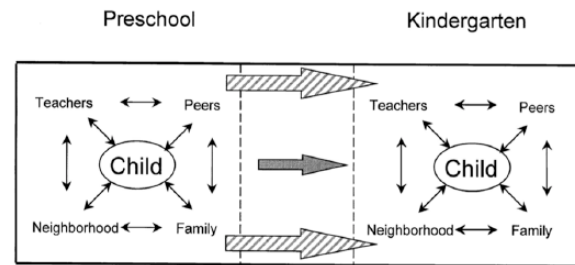 Preschool Kindergarten
Teachers Peers Teachers Peers
Child Child
Neighborhood Family Neighborhood Family